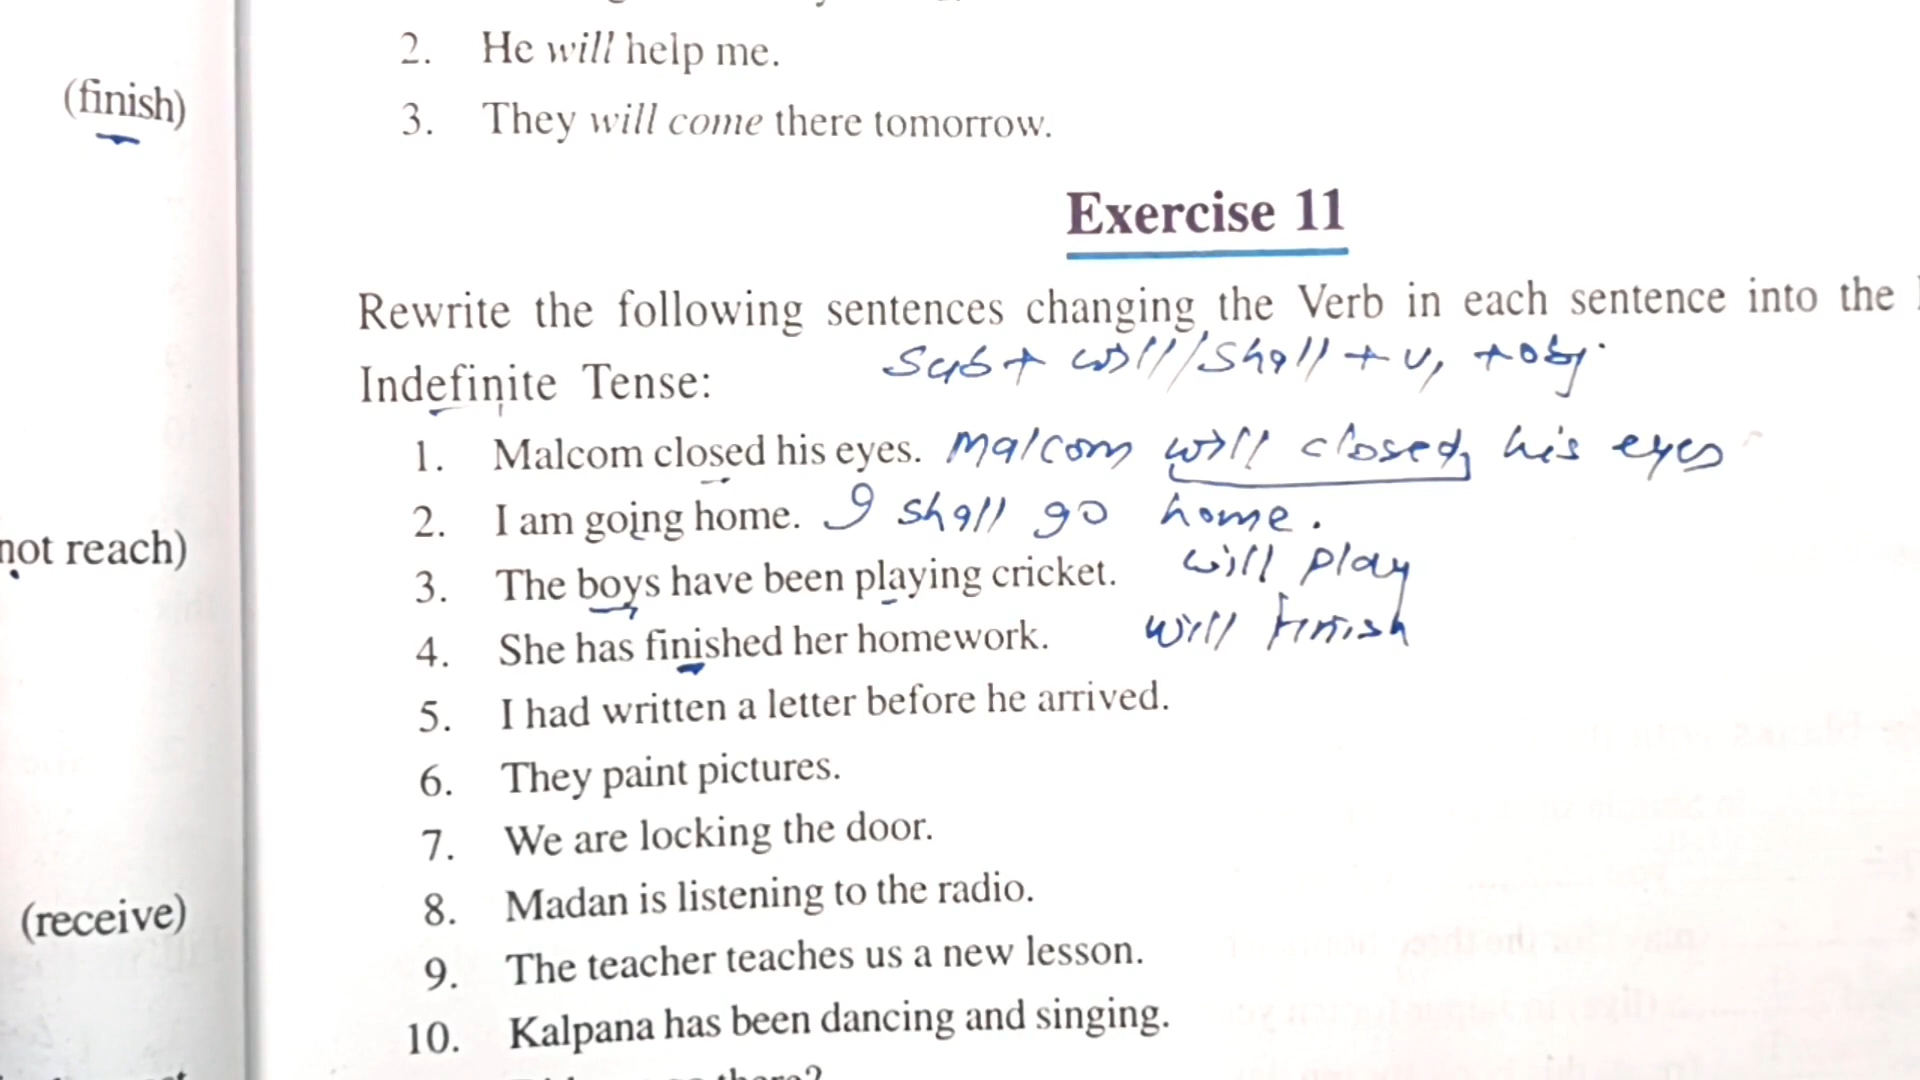 2. He will help me.
(finish)
3. They will come there tomorrow.
Exercise 11
Rewrite the following sentences changing the Verb in each sentence into the
Sub + will/Shall + V, + obj.
Indefinite Tense:
1. Malcom closed his eyes. Malcom will closed, his eyes
2. I am going home. I shall go home.
not reach)
3. The boys have been playing cricket. will play
4. She has finished her homework. will finish
5. I had written a letter before he arrived.
6. They paint pictures.
7. We are locking the door.
8. Madan is listening to the radio.
(receive)
9. The teacher teaches us a new lesson.
10. Kalpana has been dancing and singing.
there?